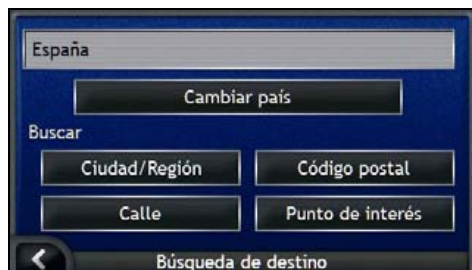 España
Cambiar país
Buscar
Ciudad/Región Código postal
Calle Punto de interés
Búsqueda de destino